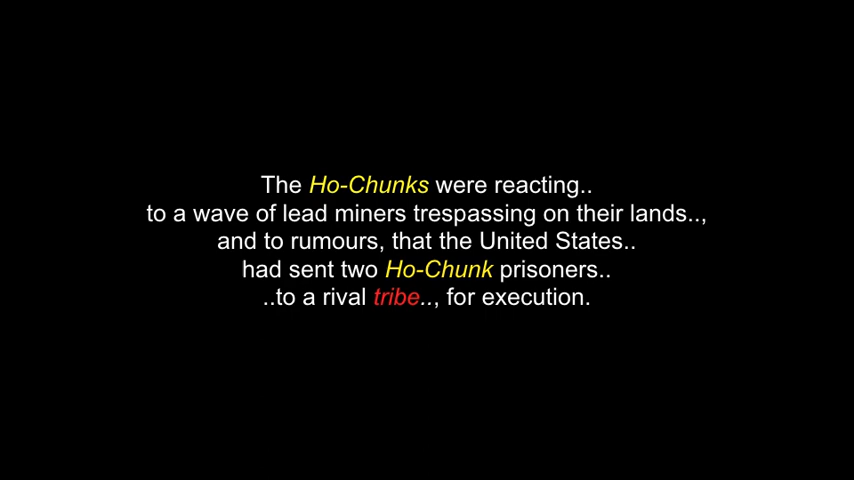 The Ho-Chunks were reacting..
to a wave of lead miners trespassing on their lands..,
and to rumours, that the United States..
had sent two Ho-Chunk prisoners..
..to a rival tribe.., for execution.